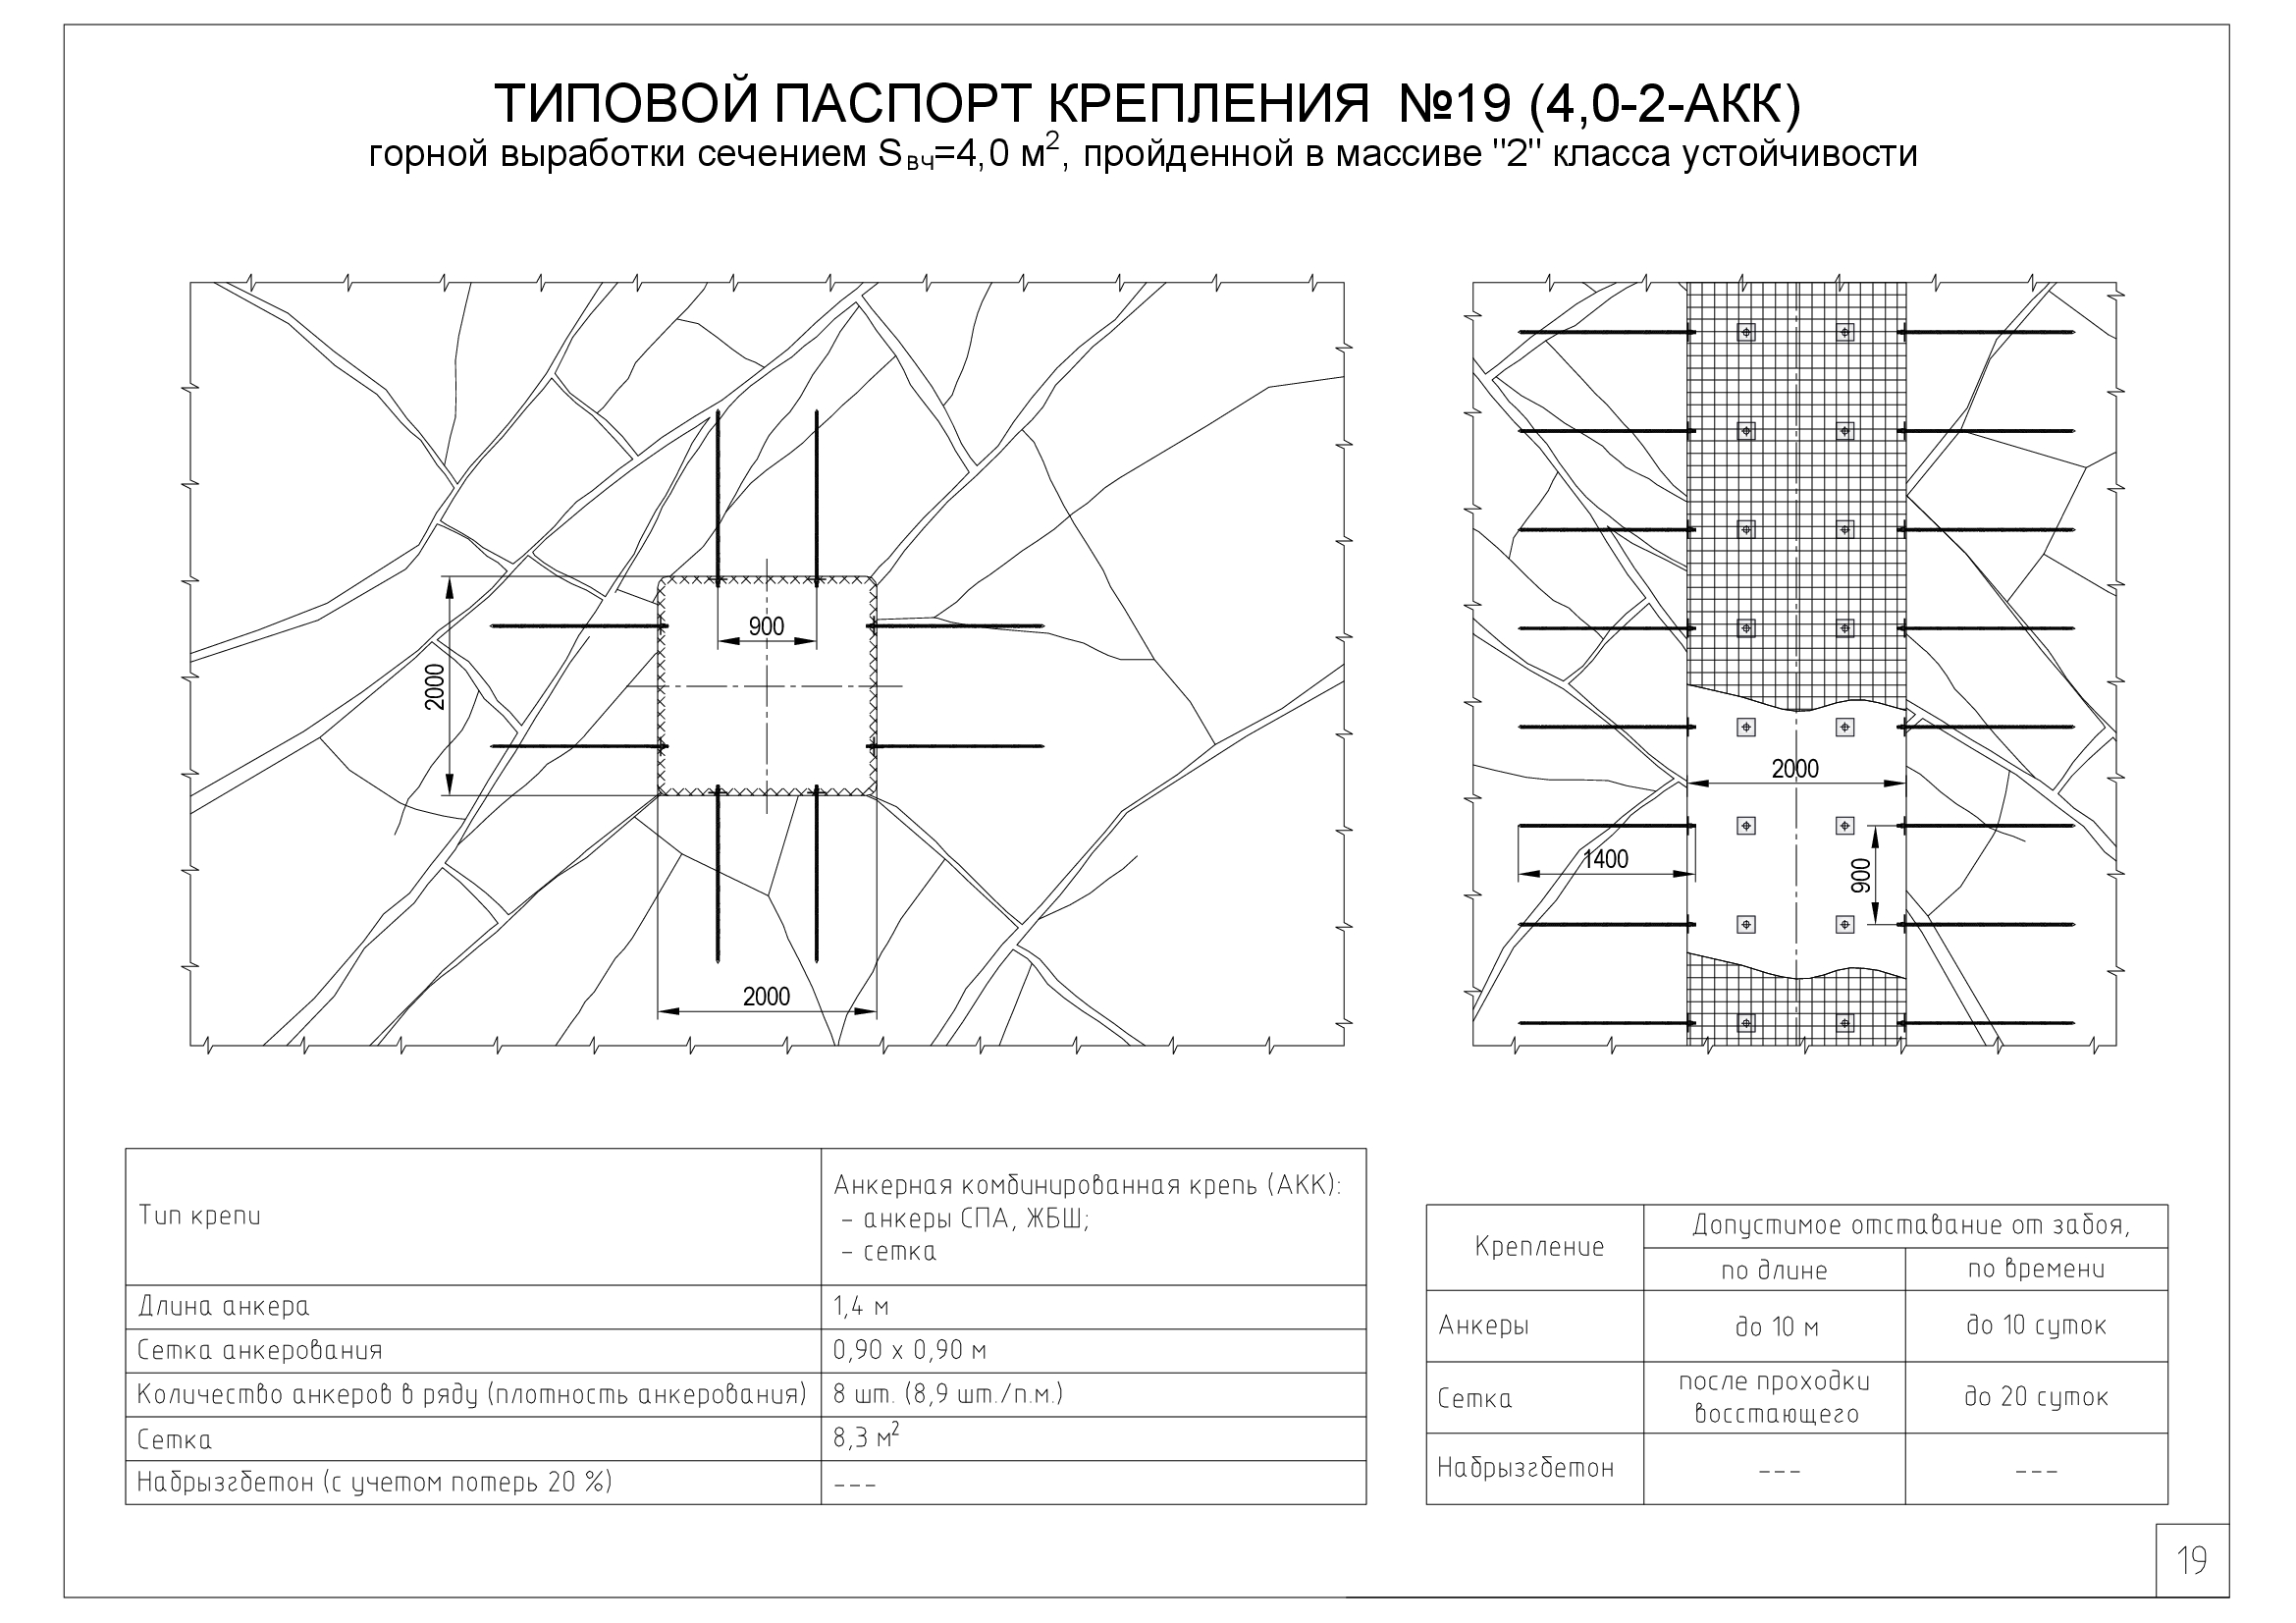 ТИПОВОЙ ПАСПОРТ КРЕПЛЕНИЯ №19 (4,0-2-АКК)
горной выработки сечением Sвч=4,0 м², пройденной в массиве "2" класса устойчивости
900
2000
2000
2000
1400
900
Тип крепи
Анкерная комбинированная крепь (АКК):
– анкеры СПА, ЖБШ;
– сетка
Длина анкера
1,4 м
Сетка анкерования
0,90 х 0,90 м
Количество анкеров в ряду (плотность анкерования)
8 шт. (8,9 шт./п.м.)
Сетка
8,3 м²
Набрызгбетон (с учетом потерь 20 %)
---
Крепление
Допустимое отставание от забоя,
по длине
по времени
Анкеры
до 10 м
до 10 суток
Сетка
после проходки
восстающего
до 20 суток
Набрызгбетон
---
---
19